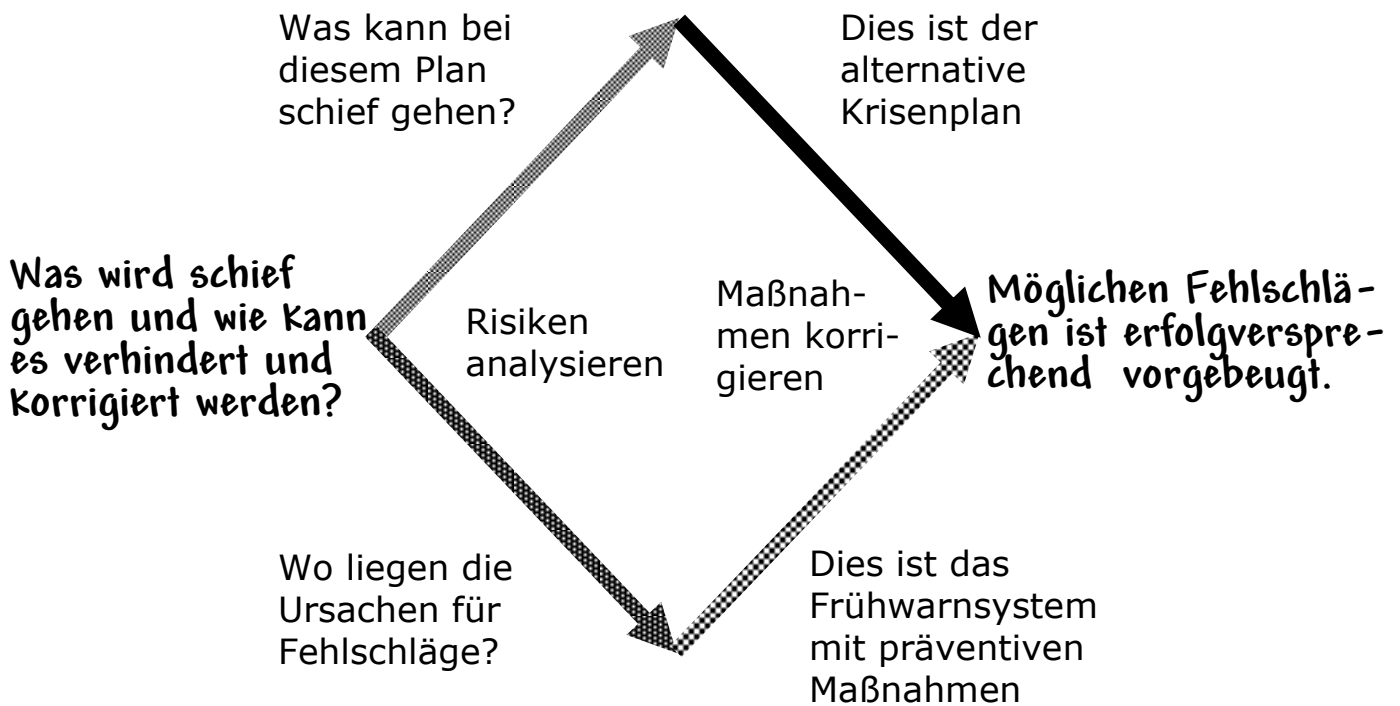 Was kann bei
diesem Plan
schief gehen?
Dies ist der
alternative
Krisenplan
Was wird schief
gehen und wie kann
es verhindert und
korrigiert werden?
Risiken
analysieren
Maßnah-
men korri-
gieren
Möglichen Fehlschlä-
gen ist erfolgverspre-
chend vorgebeugt.
Wo liegen die
Ursachen für
Fehlschläge?
Dies ist das
Frühwarnsystem
mit präventiven
Maßnahmen